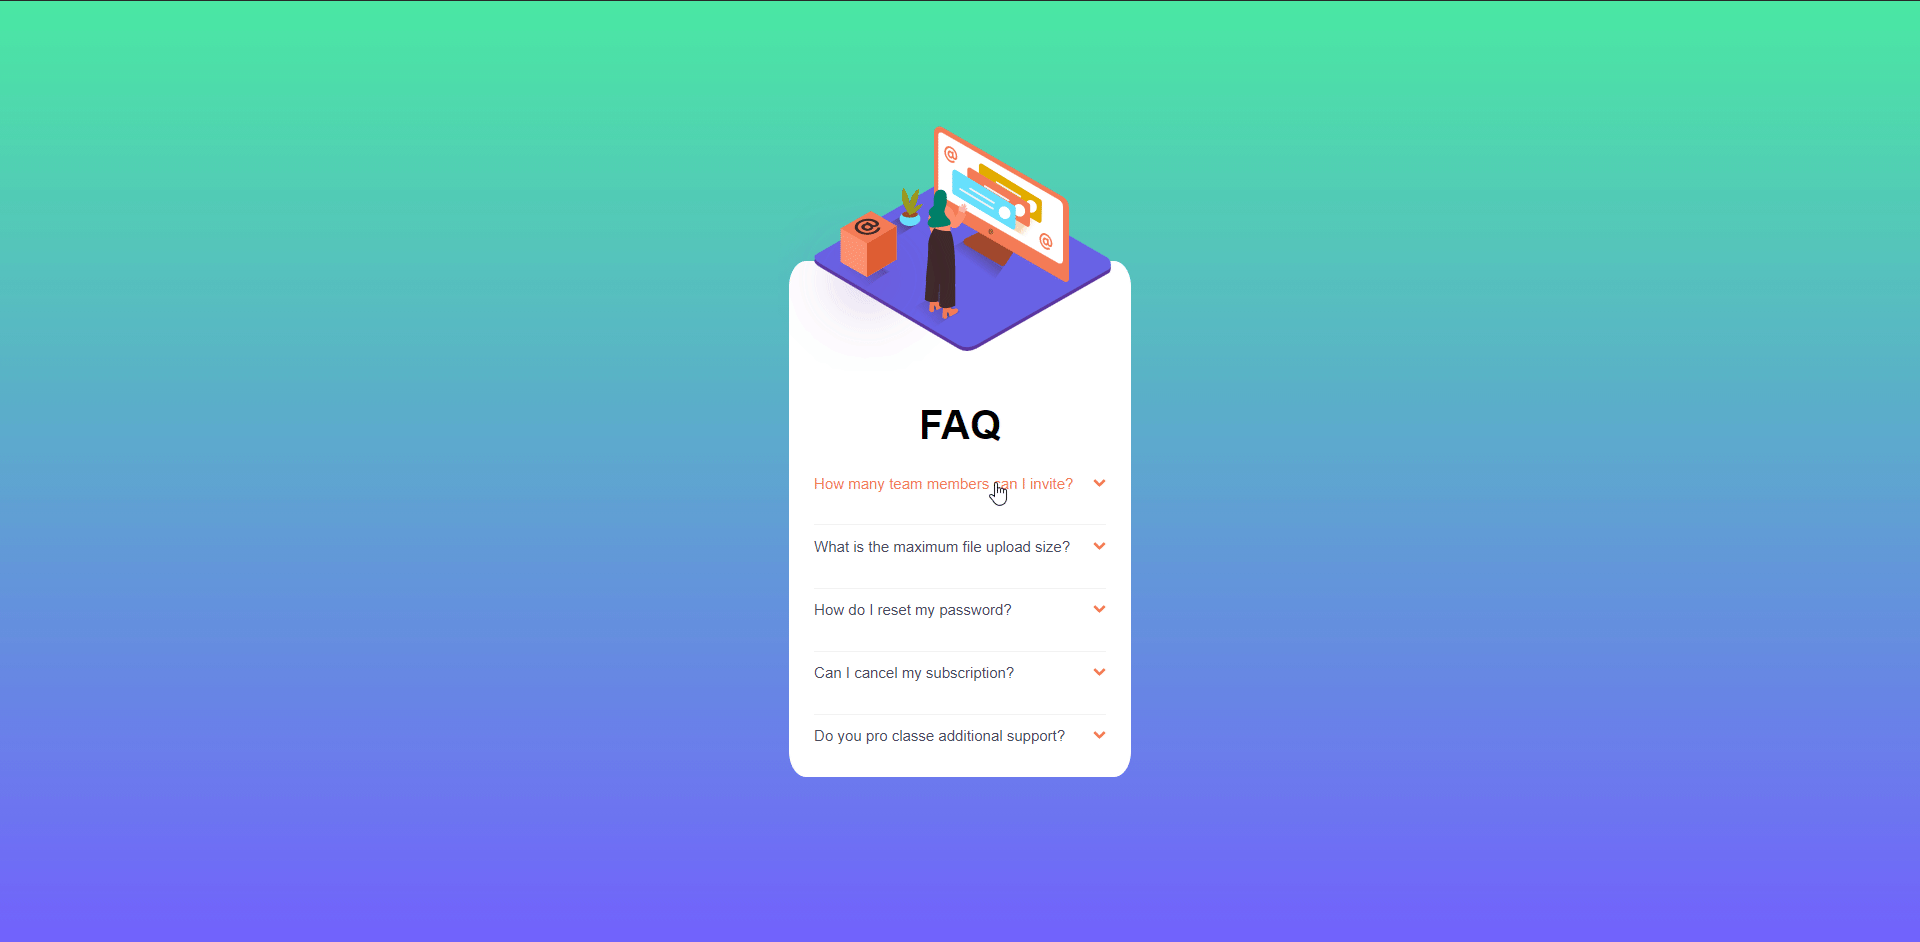 @
@
@
FAQ
How many team members can I invite?
What is the maximum file upload size?
How do I reset my password?
Can I cancel my subscription?
Do you pro classe additional support?